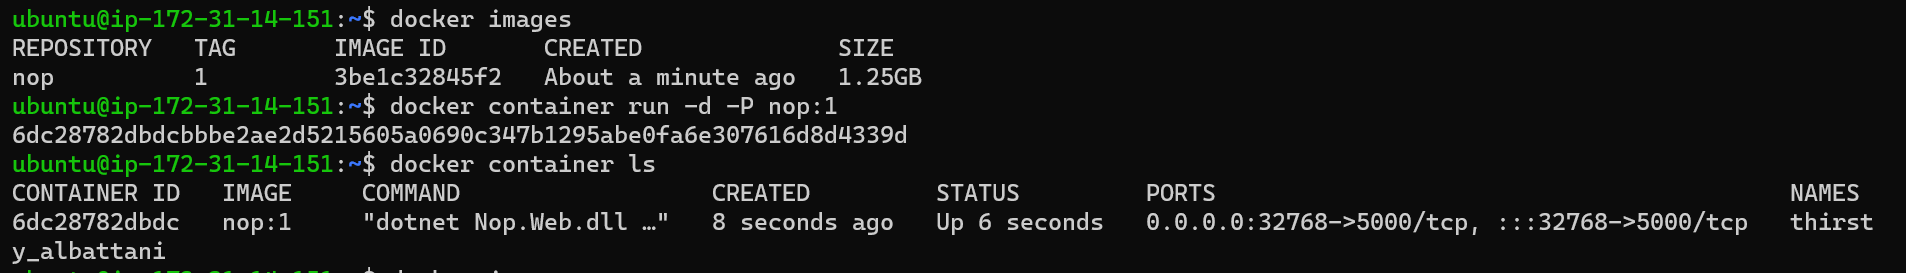 ubuntu@ip-172-31-14-151:~$ docker images
REPOSITORY   TAG       IMAGE ID       CREATED              SIZE
nop          1         3be1c32845f2   About a minute ago   1.25GB
ubuntu@ip-172-31-14-151:~$ docker container run -d -P nop:1
6dc28782dbdcbbbe2ae2d5215605a0690c347b1295abe0fa6e307616d8d4339d
ubuntu@ip-172-31-14-151:~$ docker container ls
CONTAINER ID   IMAGE     COMMAND                  CREATED         STATUS         PORTS                                         NAMES
6dc28782dbdc   nop:1     "dotnet Nop.Web.dll …"   8 seconds ago   Up 6 seconds   0.0.0.0:32768->5000/tcp, :::32768->5000/tcp   thirst
y_albattani